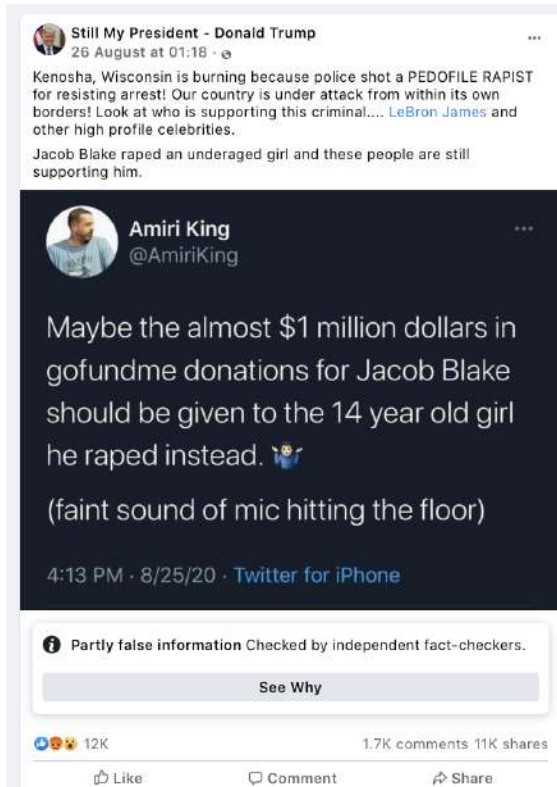 Still My President - Donald Trump
26 August at 01:18 ·
Kenosha, Wisconsin is burning because police shot a PEDOFILE RAPIST
for resisting arrest! Our country is under attack from within its own
borders! Look at who is supporting this criminal.... LeBron James and
other high profile celebrities.
Jacob Blake raped an underaged girl and these people are still
supporting him.
Amiri King
@AmiriKing
Maybe the almost $1 million dollars in
gofundme donations for Jacob Blake
should be given to the 14 year old girl
he raped instead. 🤷🏻‍♂️
(faint sound of mic hitting the floor)
4:13 PM · 8/25/20 · Twitter for iPhone
Partly false information Checked by independent fact-checkers.
See Why
12K 1.7K comments 11K shares
Like Comment Share